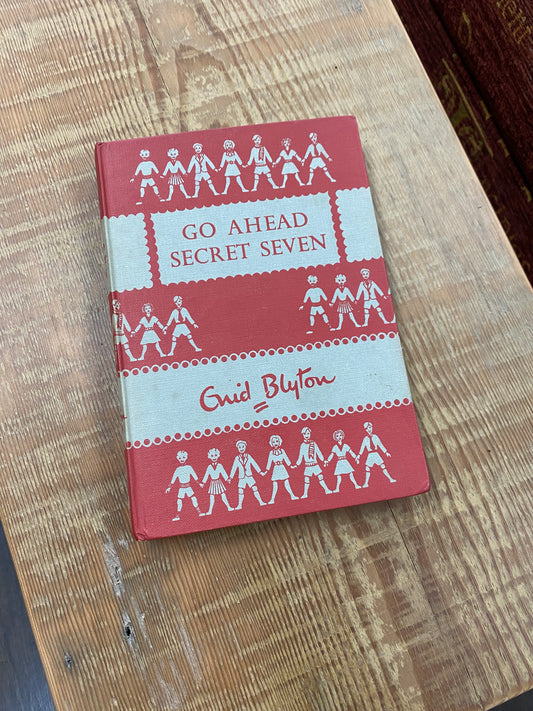 GO AHEAD
SECRET SEVEN
Enid Blyton